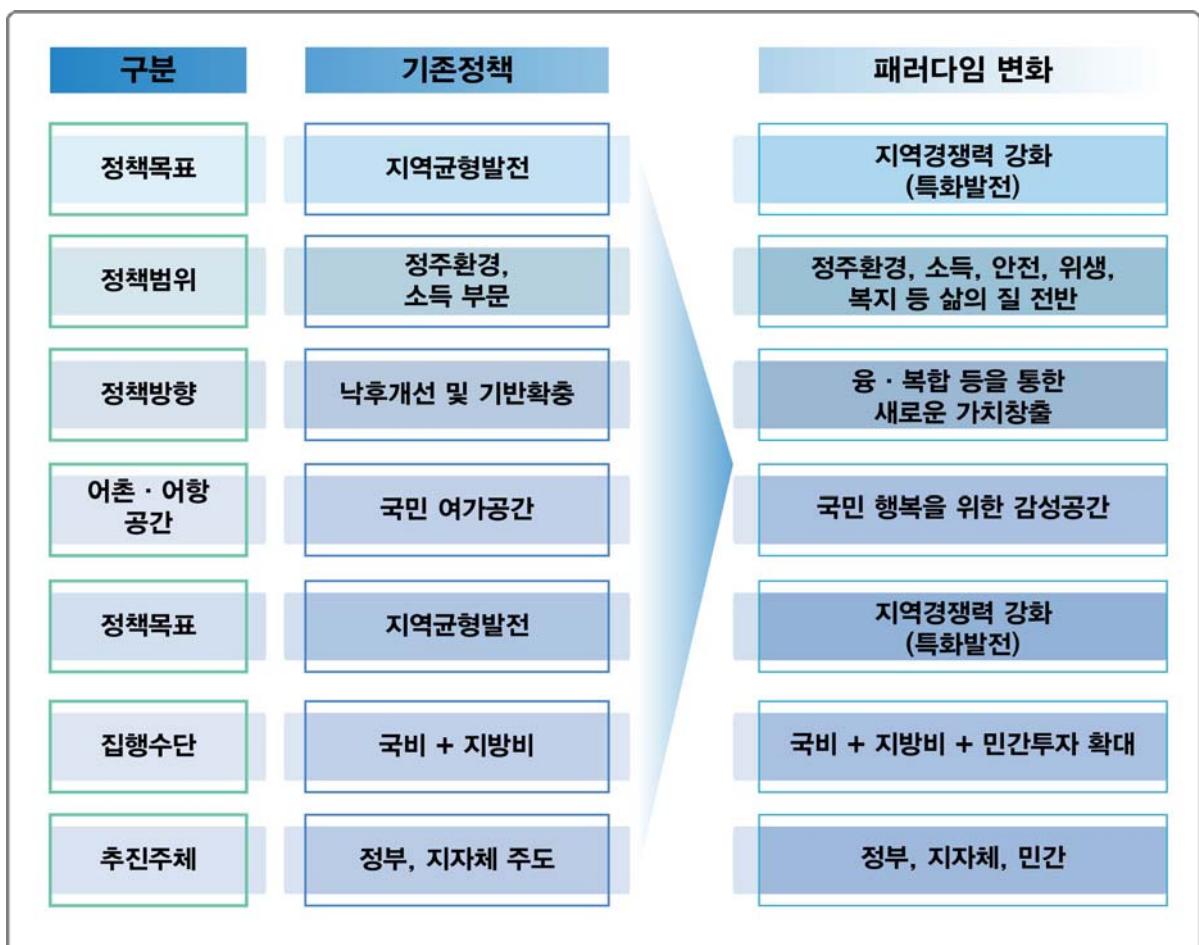 구분 기존정책 패러다임 변화
정책목표 지역균형발전 지역경쟁력 강화
(특화발전)
정책범위 정주환경,
소득 부문 정주환경, 소득, 안전, 위생,
복지 등 삶의 질 전반
정책방향 낙후개선 및 기반확충 융 · 복합 등을 통한
새로운 가치창출
어촌 · 어항
공간 국민 여가공간 국민 행복을 위한 감성공간
정책목표 지역균형발전 지역경쟁력 강화
(특화발전)
집행수단 국비 + 지방비 국비 + 지방비 + 민간투자 확대
추진주체 정부, 지자체 주도 정부, 지자체, 민간